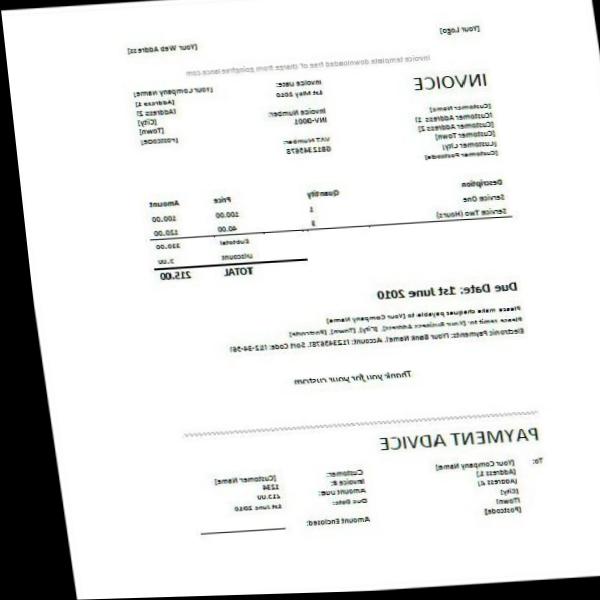 [Your Logo] [Your Web Address]
Invoice template downloaded free of charge from goingfreelance.com
INVOICE
[Customer Name]
[Customer Address 1]
[Customer Address 2]
[Customer Town]
[Customer City]
[Customer Postcode]
Invoice Date:
1st May 2010
Invoice Number:
INV-0001
VAT Number:
GB12345678
[Your Company Name]
[Address 1]
[Address 2]
[City]
[Town]
[Postcode]
Description Quantity Price Amount
Service One 1 100.00 100.00
Service Two (Hours) 3 40.00 120.00
Subtotal 220.00
Discount 5.00
TOTAL 215.00
Due Date: 1st June 2010
Please make cheques payable to [Your Company Name]
Please remit to: [Your Business Address], [City], [Town], [Postcode]
Electronic Payments: [Your Bank Name], Account: [12345678], Sort Code: [12-34-56]
Thank you for your custom
PAYMENT ADVICE
To: [Your Company Name]
[Address 1]
[Address 2]
[City]
[Town]
[Postcode]
Customer: [Customer Name]
Invoice #: 1234
Amount Due: 215.00
Due Date: 1st June 2010
Amount Enclosed: